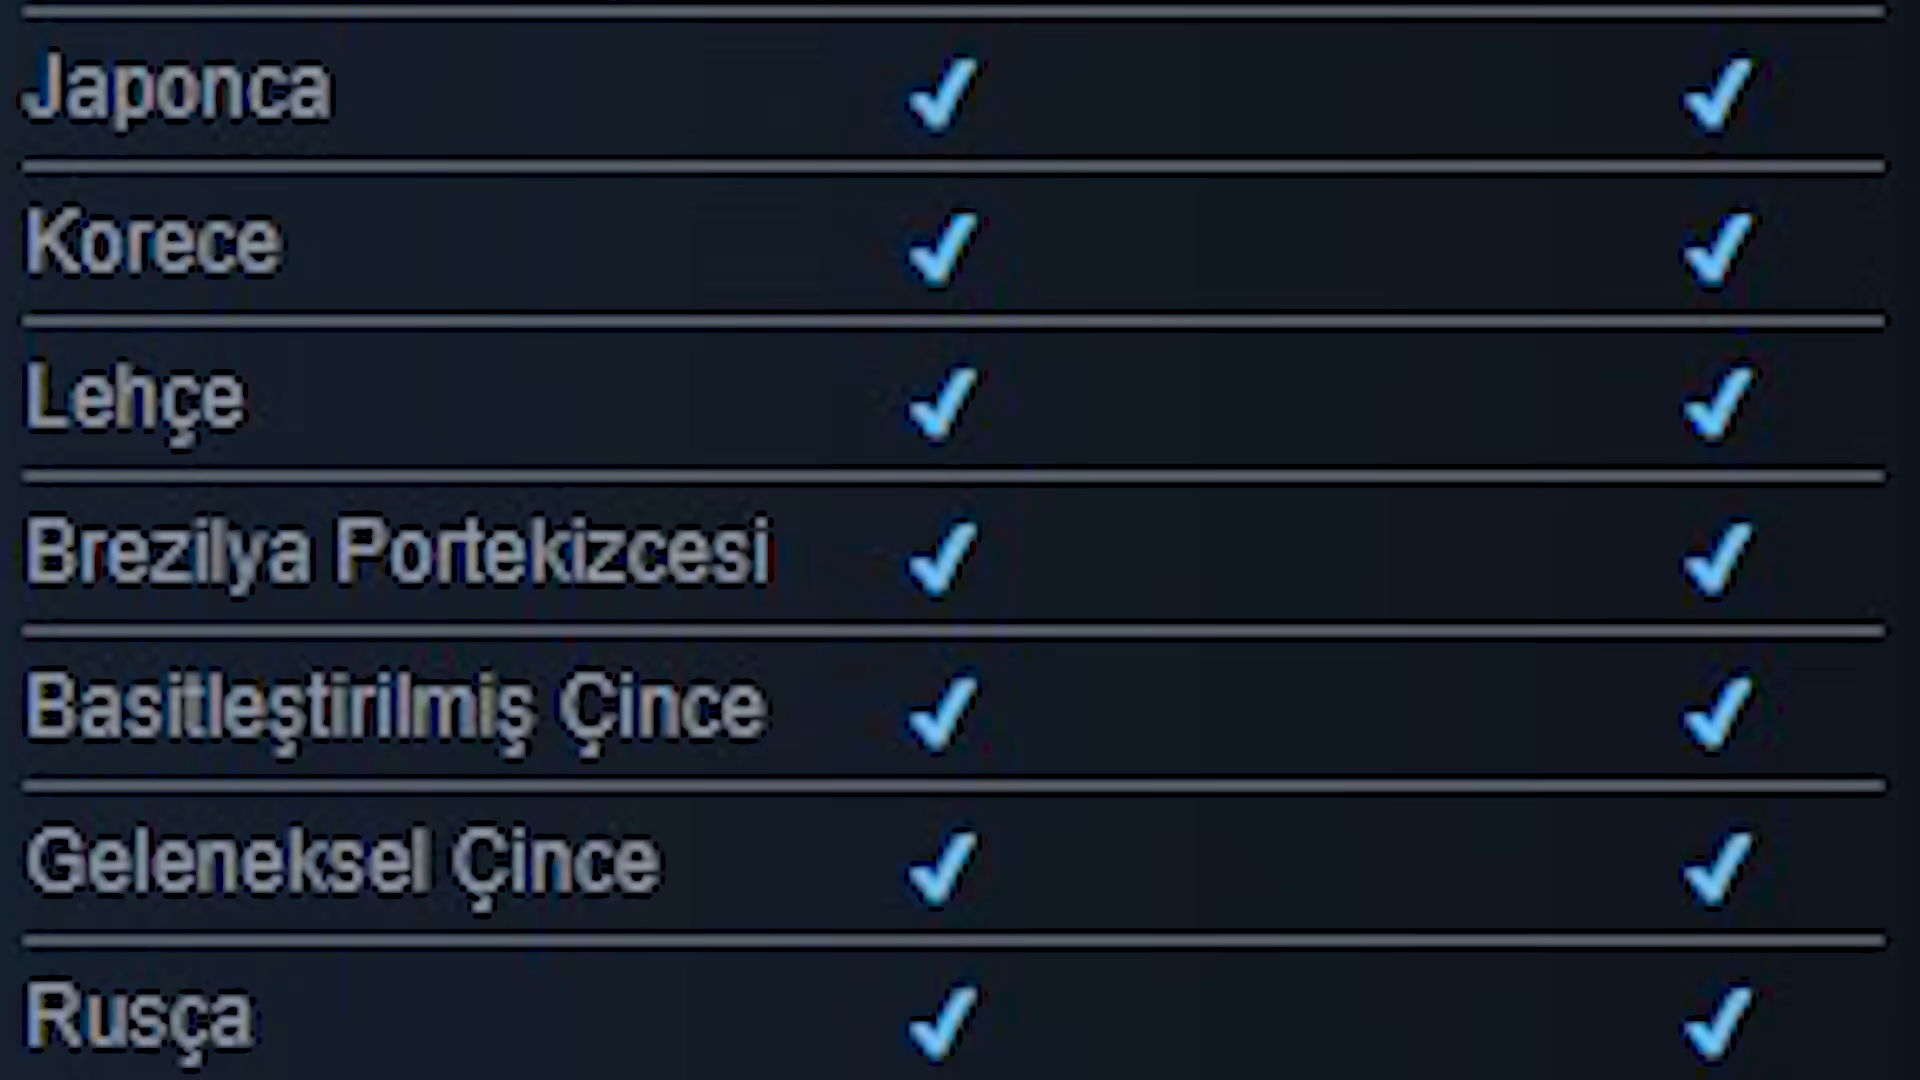 Japonca ✔ ✔
Korece ✔ ✔
Lehçe ✔ ✔
Brezilya Portekizcesi ✔ ✔
Basitleştirilmiş Çince ✔ ✔
Geleneksel Çince ✔ ✔
Rusça ✔ ✔